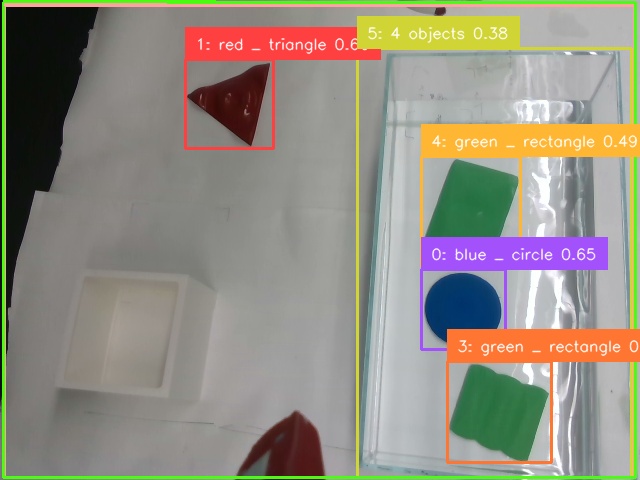 5: 4 objects 0.38
1: red _ triangle 0.6
4: green _ rectangle 0.49
0: blue _ circle 0.65
3: green _ rectangle 0